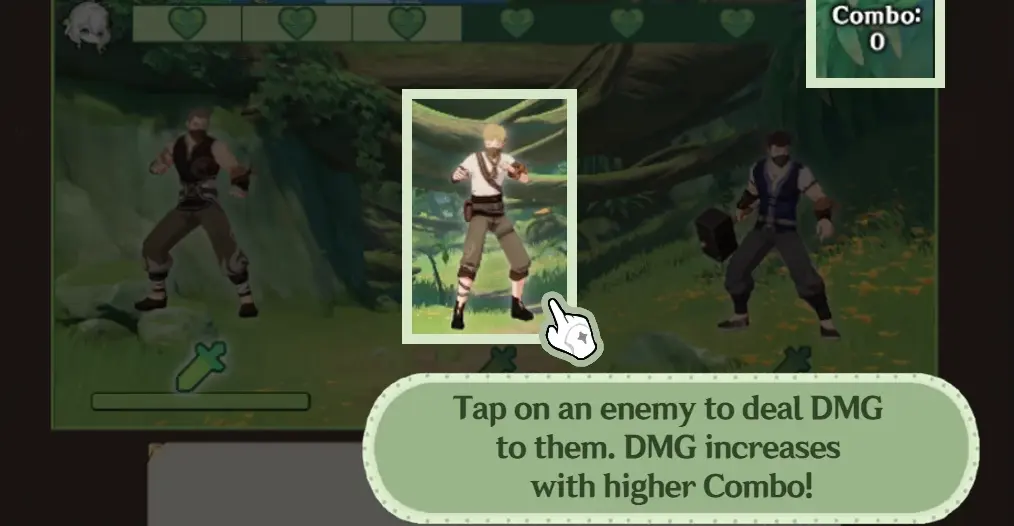 Combo:
0
Tap on an enemy to deal DMG
to them. DMG increases
with higher Combo!